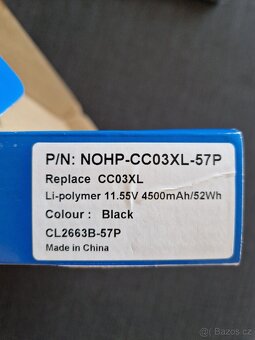 P/N: NOHP-CC03XL-57P
Replace CC03XL
Li-polymer 11.55V 4500mAh/52Wh
Colour : Black
CL2663B-57P
Made in China
Bazoš.cz